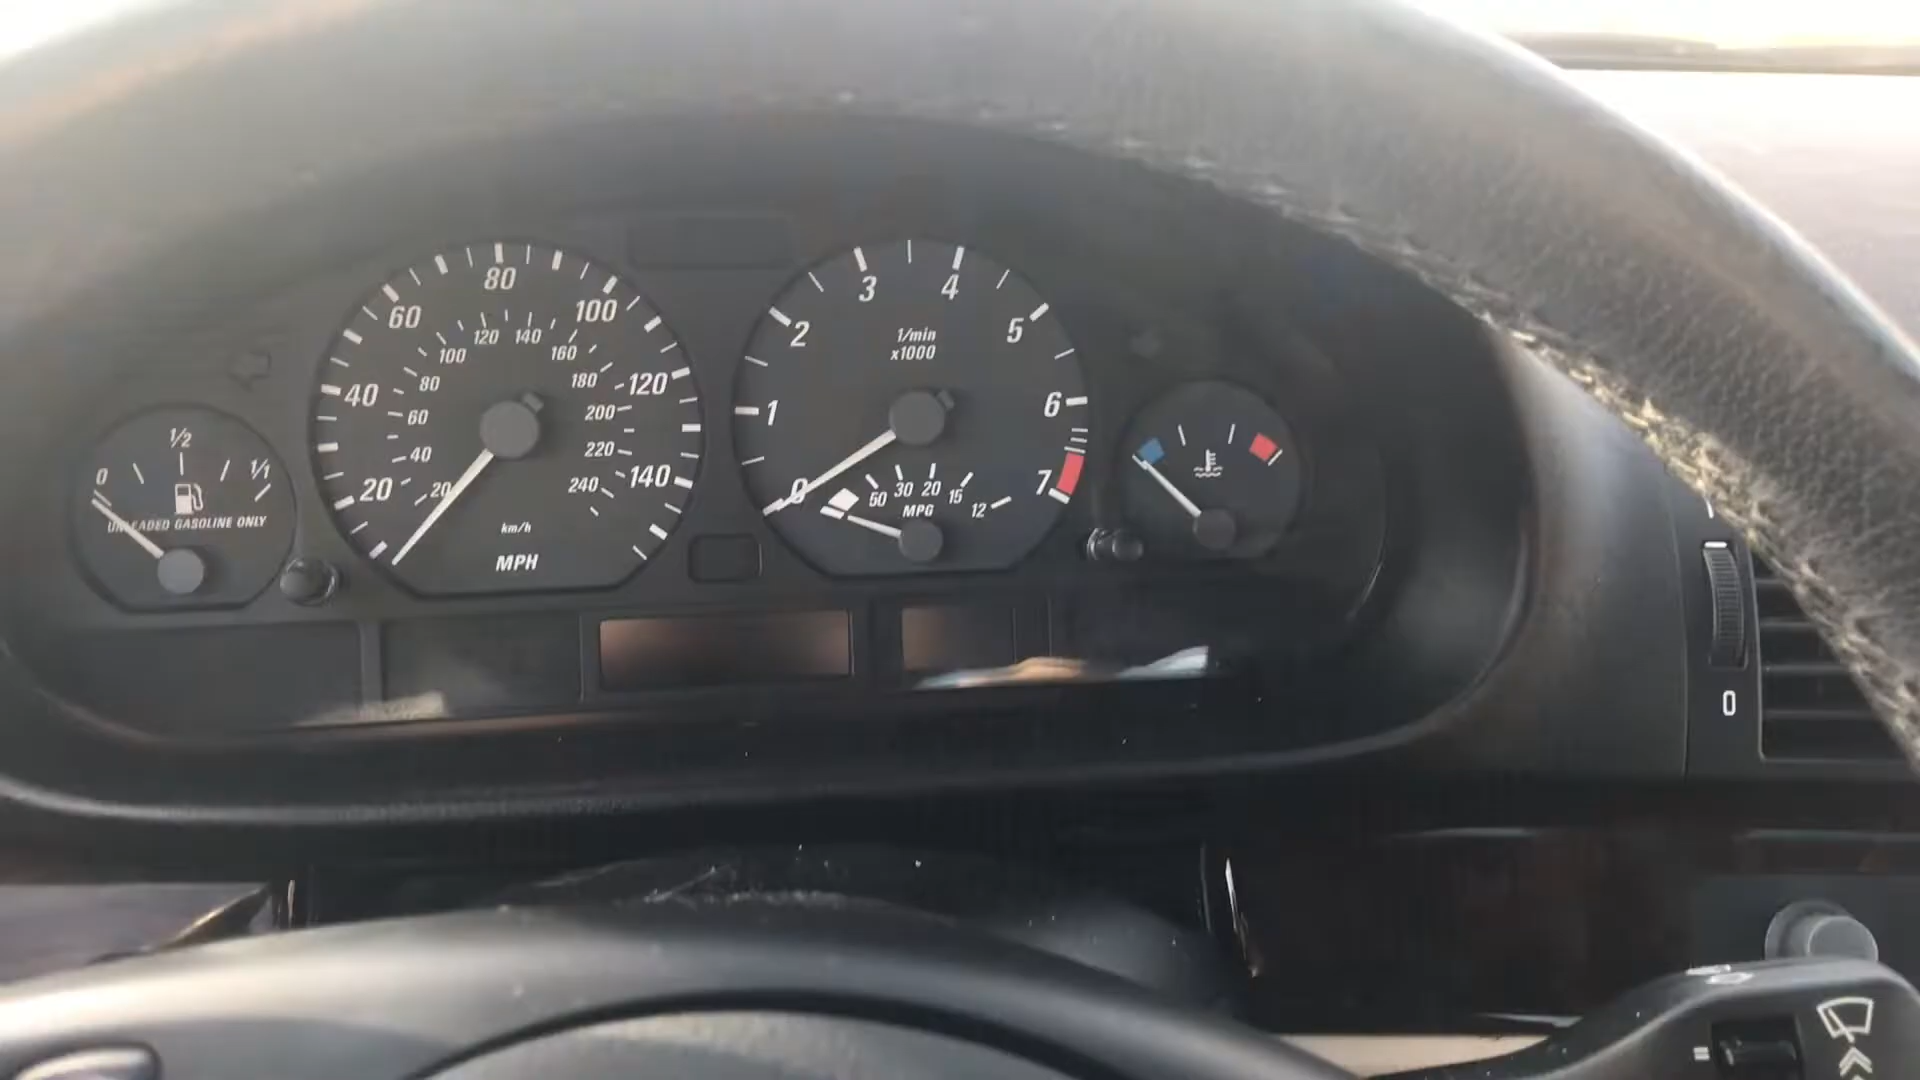 0 1/2 1/1
UNLEADED GASOLINE ONLY
20 40 60 80 100 120 140
20 40 60 80 100 120 140 160 180 200 220 240
km/h
MPH
0 1 2 3 4 5 6 7
1/min
x1000
50 30 20 15 12
MPG
0